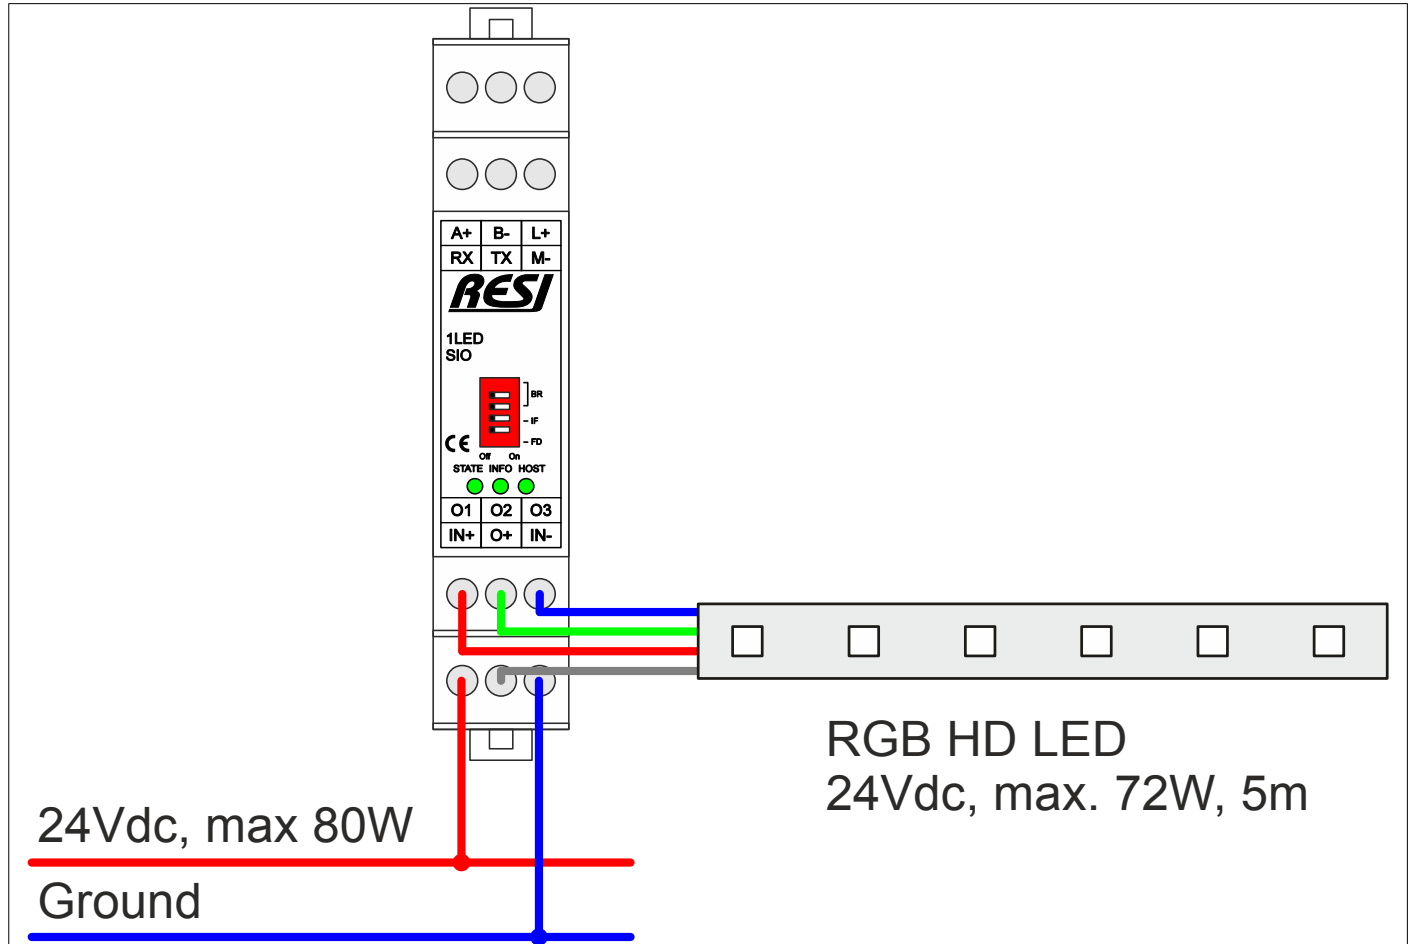 A+ B- L+
RX TX M-
RESI
1LED
SIO
BR
IF
FD
CE
Off On
STATE INFO HOST
O1 O2 O3
IN+ O+ IN-
RGB HD LED
24Vdc, max. 72W, 5m
24Vdc, max 80W
Ground